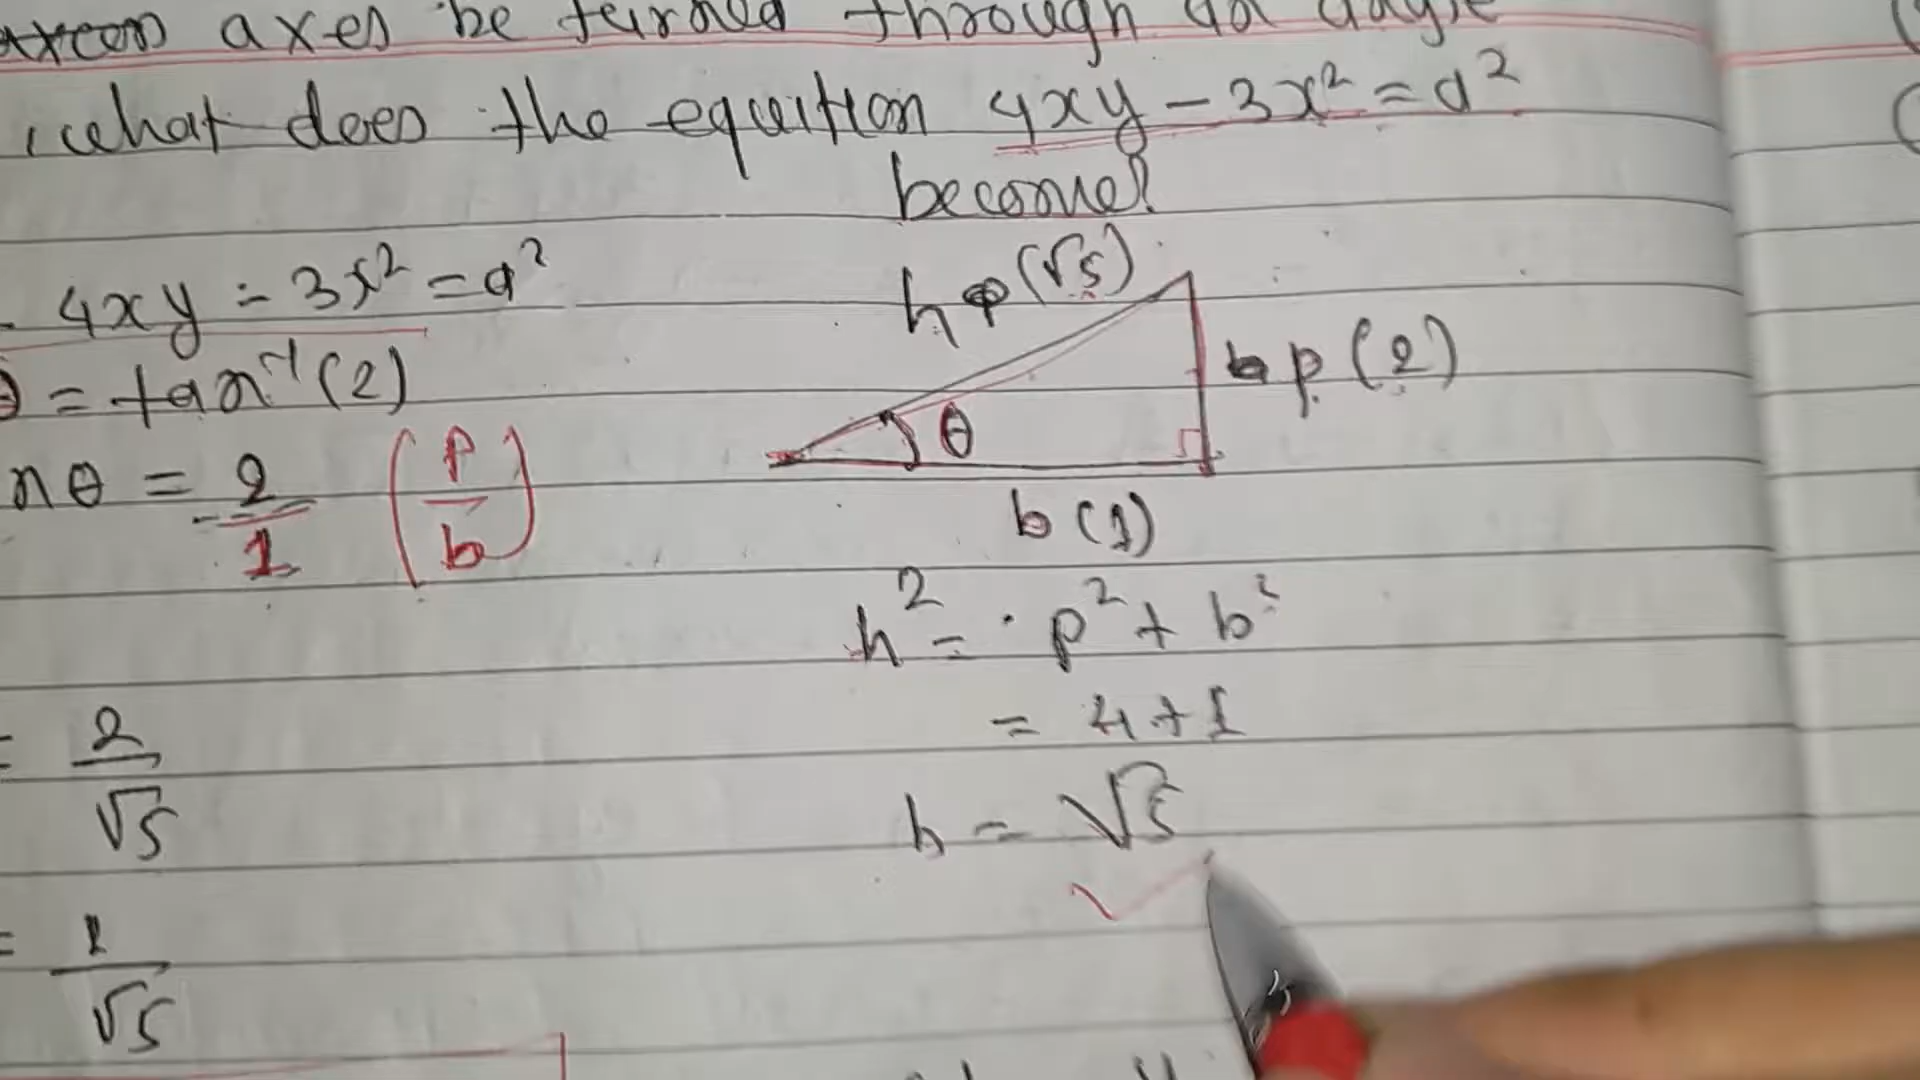 axes be turned through an angle
, what does the equation 4xy - 3x² = a²
become?
4xy - 3x² = a²
h (√5)
θ = tan⁻¹(2)
p (2)
θ
nθ = 2/1 (p/b)
b (1)
h² = p² + b²
= 2/√5
= 4+1
h = √5
= 1/√5